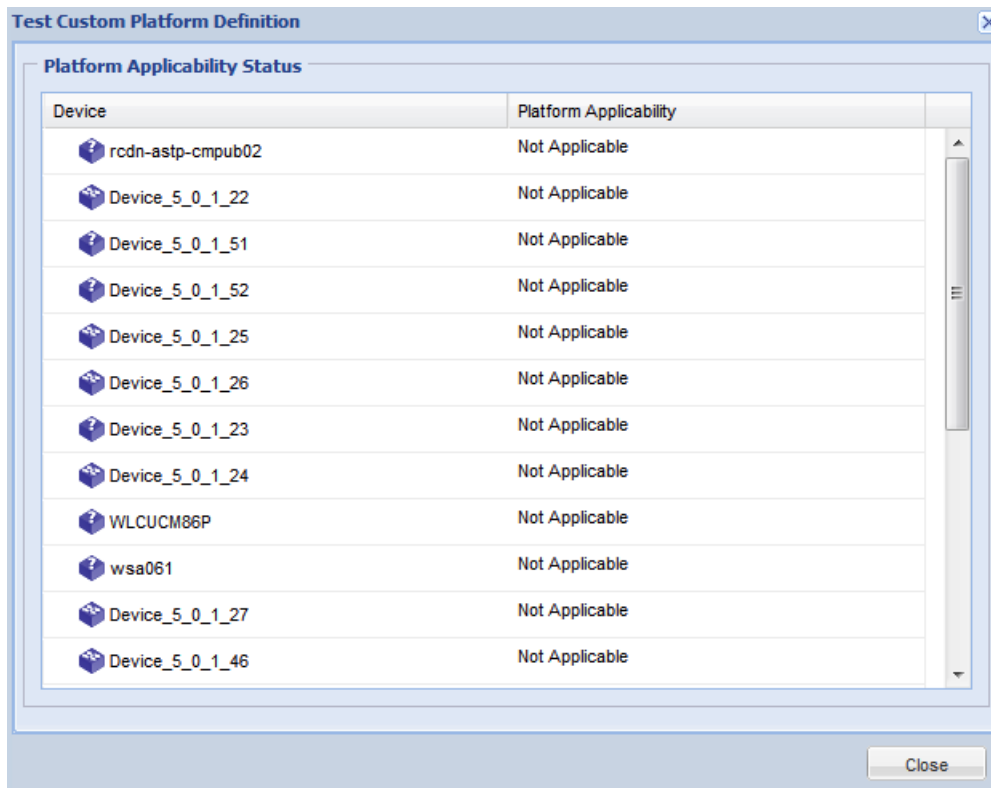 Test Custom Platform Definition
Platform Applicability Status
Device Platform Applicability
rcdn-astp-cmpub02 Not Applicable
Device_5_0_1_22 Not Applicable
Device_5_0_1_51 Not Applicable
Device_5_0_1_52 Not Applicable
Device_5_0_1_25 Not Applicable
Device_5_0_1_26 Not Applicable
Device_5_0_1_23 Not Applicable
Device_5_0_1_24 Not Applicable
WLCUCM86P Not Applicable
wsa061 Not Applicable
Device_5_0_1_27 Not Applicable
Device_5_0_1_46 Not Applicable
Close